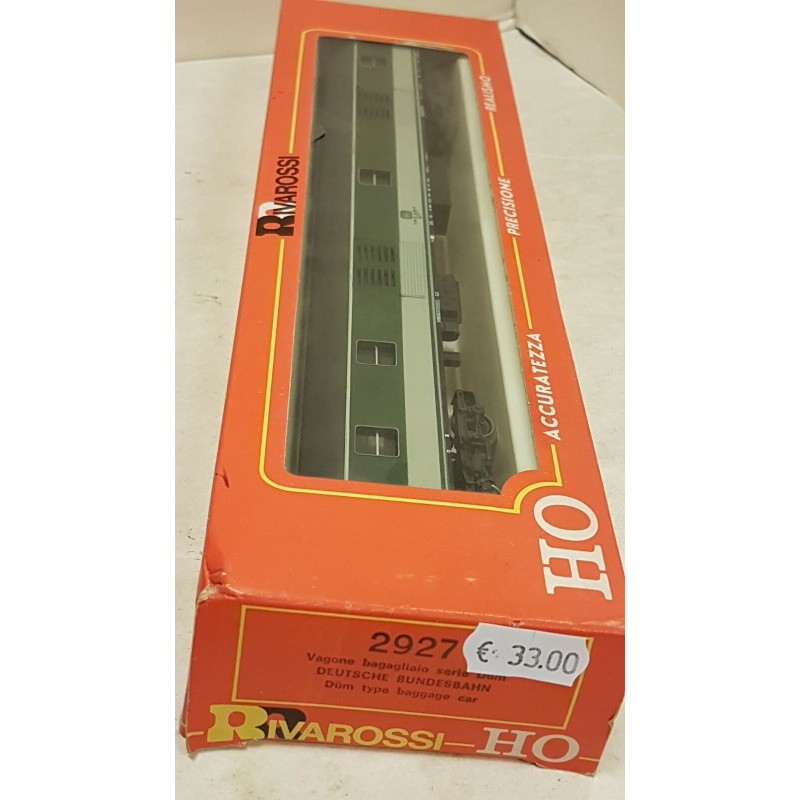 RIVAROSSI
REALISMO
PRECISIONE
ACCURATEZZA
HO
2927
€ 33.00
Vagone bagagliaio serie Düm
DEUTSCHE BUNDESBAHN
Düm type baggage car
RIVAROSSI HO